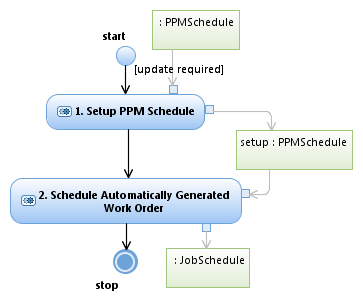 : PPMSchedule
start
[update required]
1. Setup PPM Schedule
setup : PPMSchedule
2. Schedule Automatically Generated
Work Order
: JobSchedule
stop